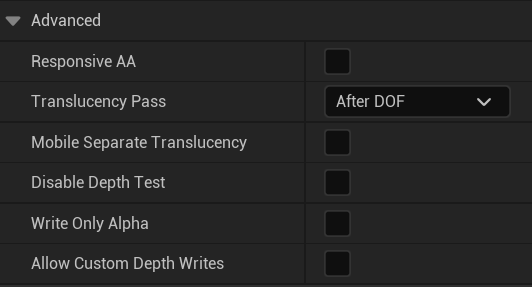 Advanced
Responsive AA
Translucency Pass
After DOF
Mobile Separate Translucency
Disable Depth Test
Write Only Alpha
Allow Custom Depth Writes